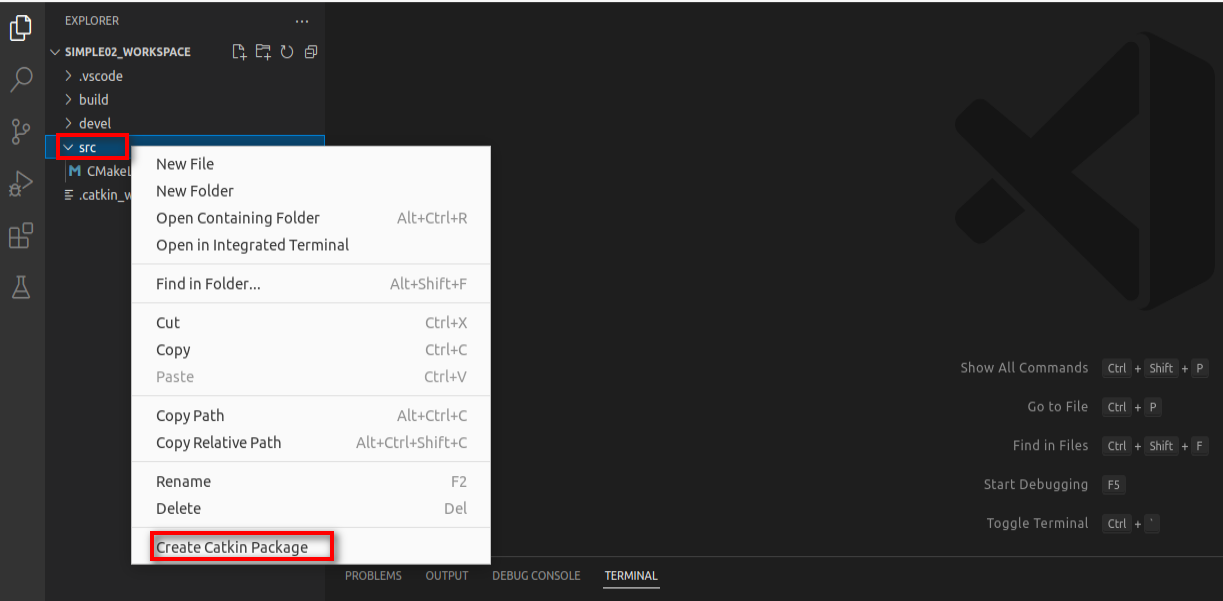 EXPLORER
SIMPLE02_WORKSPACE
.vscode
build
devel
src
CMakeL
.catkin_w
New File
New Folder
Open Containing Folder Alt+Ctrl+R
Open in Integrated Terminal
Find in Folder... Alt+Shift+F
Cut Ctrl+X
Copy Ctrl+C
Paste Ctrl+V
Copy Path Alt+Ctrl+C
Copy Relative Path Alt+Ctrl+Shift+C
Rename F2
Delete Del
Create Catkin Package
Show All Commands Ctrl + Shift + P
Go to File Ctrl + P
Find in Files Ctrl + Shift + F
Start Debugging F5
Toggle Terminal Ctrl + `
PROBLEMS OUTPUT DEBUG CONSOLE TERMINAL